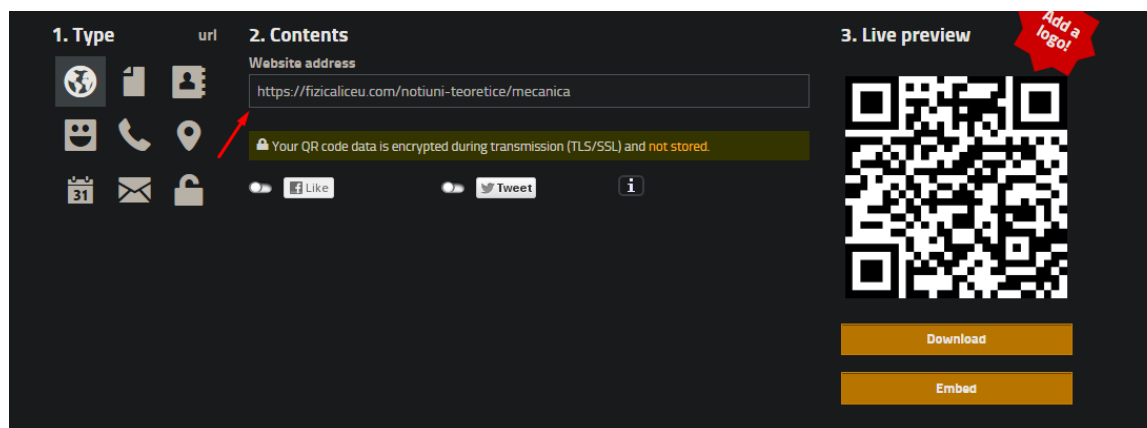 1. Type
url
2. Contents
Website address
https://fizicaliceu.com/notiuni-teoretice/mecanica
Your QR code data is encrypted during transmission (TLS/SSL) and not stored.
Like
Tweet
i
31
3. Live preview
Add a
logo!
Download
Embed